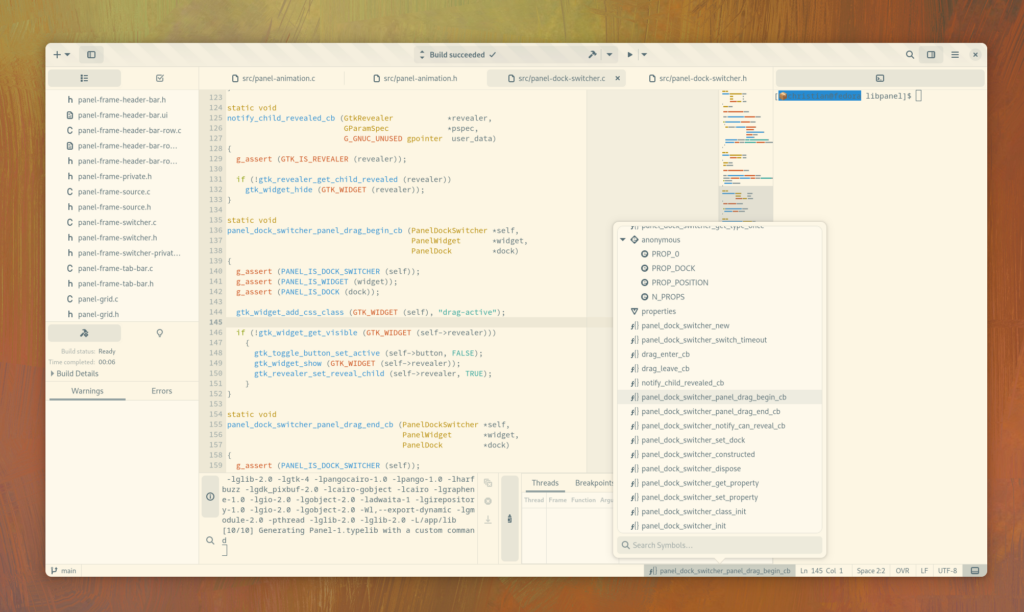 Build succeeded
src/panel-animation.c
src/panel-animation.h
src/panel-dock-switcher.c
src/panel-dock-switcher.h
panel-frame-header-bar.h
panel-frame-header-bar.ui
panel-frame-header-bar-row.c
panel-frame-header-bar-ro...
panel-frame-header-bar-ro...
panel-frame-private.h
panel-frame-source.c
panel-frame-source.h
panel-frame-switcher.c
panel-frame-switcher.h
panel-frame-switcher-privat...
panel-frame-tab-bar.c
panel-frame-tab-bar.h
panel-grid.c
panel-grid.h
Build status: Ready
Time completed: 00:06
Build Details
Warnings
Errors
123 }
124 static void
125 notify_child_revealed_cb (GtkRevealer *revealer,
126 GParamSpec *pspec,
127 G_GNUC_UNUSED gpointer user_data)
128 {
129 g_assert (GTK_IS_REVEALER (revealer));
130
131 if (!gtk_revealer_get_child_revealed (revealer))
132 gtk_widget_hide (GTK_WIDGET (revealer));
133 }
134
135 static void
136 panel_dock_switcher_panel_drag_begin_cb (PanelDockSwitcher *self,
137 PanelWidget *widget,
138 PanelDock *dock)
139 {
140 g_assert (PANEL_IS_DOCK_SWITCHER (self));
141 g_assert (PANEL_IS_WIDGET (widget));
142 g_assert (PANEL_IS_DOCK (dock));
143
144 gtk_widget_add_css_class (GTK_WIDGET (self), "drag-active");
145
146 if (!gtk_widget_get_visible (GTK_WIDGET (self->revealer)))
147 {
148 gtk_toggle_button_set_active (self->button, FALSE);
149 gtk_widget_show (GTK_WIDGET (self->revealer));
150 gtk_revealer_set_reveal_child (self->revealer, TRUE);
151 }
152 }
153
154 static void
155 panel_dock_switcher_panel_drag_end_cb (PanelDockSwitcher *self,
156 PanelWidget *widget,
157 PanelDock *dock)
158 {
159 g_assert (PANEL_IS_DOCK_SWITCHER (self));
libpanel]$
-lglib-2.0 -lgtk-4 -lpangocairo-1.0 -lpango-1.0 -lharf
buzz -lgdk_pixbuf-2.0 -lcairo-gobject -lcairo -lgraphen
e-1.0 -lgio-2.0 -lgobject-2.0 -ladwaita-1 -lgirepositor
y-1.0 -lgio-2.0 -lgobject-2.0 -Wl,--export-dynamic -lgm
odule-2.0 -pthread -lglib-2.0 -lglib-2.0 -L/app/lib
[10/10] Generating Panel-1.typelib with a custom comman
d
Threads
Breakpoints
Thread Frame Function
anonymous
PROP_0
PROP_DOCK
PROP_POSITION
N_PROPS
properties
panel_dock_switcher_new
panel_dock_switcher_switch_timeout
drag_enter_cb
drag_leave_cb
notify_child_revealed_cb
panel_dock_switcher_panel_drag_begin_cb
panel_dock_switcher_panel_drag_end_cb
panel_dock_switcher_notify_can_reveal_cb
panel_dock_switcher_set_dock
panel_dock_switcher_constructed
panel_dock_switcher_dispose
panel_dock_switcher_get_property
panel_dock_switcher_set_property
panel_dock_switcher_class_init
panel_dock_switcher_init
Search Symbols...
main
panel_dock_switcher_panel_drag_begin_cb
Ln 145 Col 1
Space 2:2
OVR
LF
UTF-8